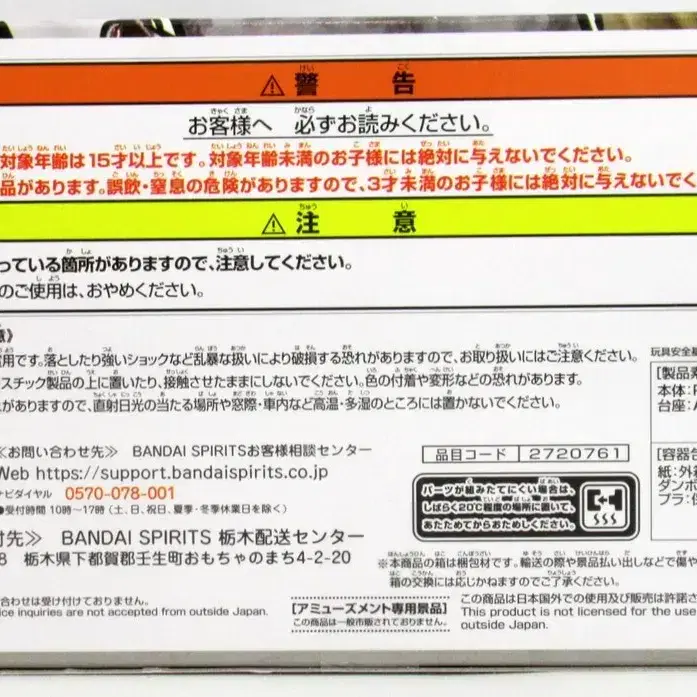 ⚠警告
お客様へ 必ずお読みください。
対象年齢は15才以上です。対象年齢未満のお子様には絶対に与えないでください。
品があります。誤飲・窒息の危険がありますので、3才未満のお子様には絶対に与えないでく
⚠注意
っている箇所がありますので、注意してください。
のご使用は、おやめください。
意》
用です。落としたり強いショックなど乱暴な扱いにより破損する恐れがありますので、お取り扱いにはご注意ください。
スチック製品の上に置いたり、接触させたままにしないでください。色の付着や変形などの恐れがあります。
がありますので、直射日光の当たる場所や窓際・車内など高温・多湿のところには置かないでください。
玩具安全基
[製品素
本体:P
台座:A
≪お問い合わせ先≫ BANDAI SPIRITSお客様相談センター
Web https://support.bandaispirits.co.jp
ナビダイヤル 0570-078-001
●受付時間 10時~17時 (土、日、祝日、夏季・冬季休業日を除く)
付先≫ BANDAI SPIRITS 栃木配送センター
8 栃木県下都賀郡壬生町おもちゃのまち4-2-20
品目コード 2720761
パーツが組みたてにくい場合は、
しばらく20℃程度の場所に置いて、
あたためてからおためしください。
[容器包
紙:外箱
ダンボ
プラ:
※本商品の箱は梱包材です。輸送の際や景品払い出しなどで傷や
箱の交換には応じかねますのでご了承ください。
合わせは受け付けておりません。
ice inquiries are not accepted from outside Japan.
[アミューズメント専用景品]
この商品は一般市販されておりません。
この商品は日本国外での使用及び販売は許諾さ
This product is not licensed for the use
outside Japan.